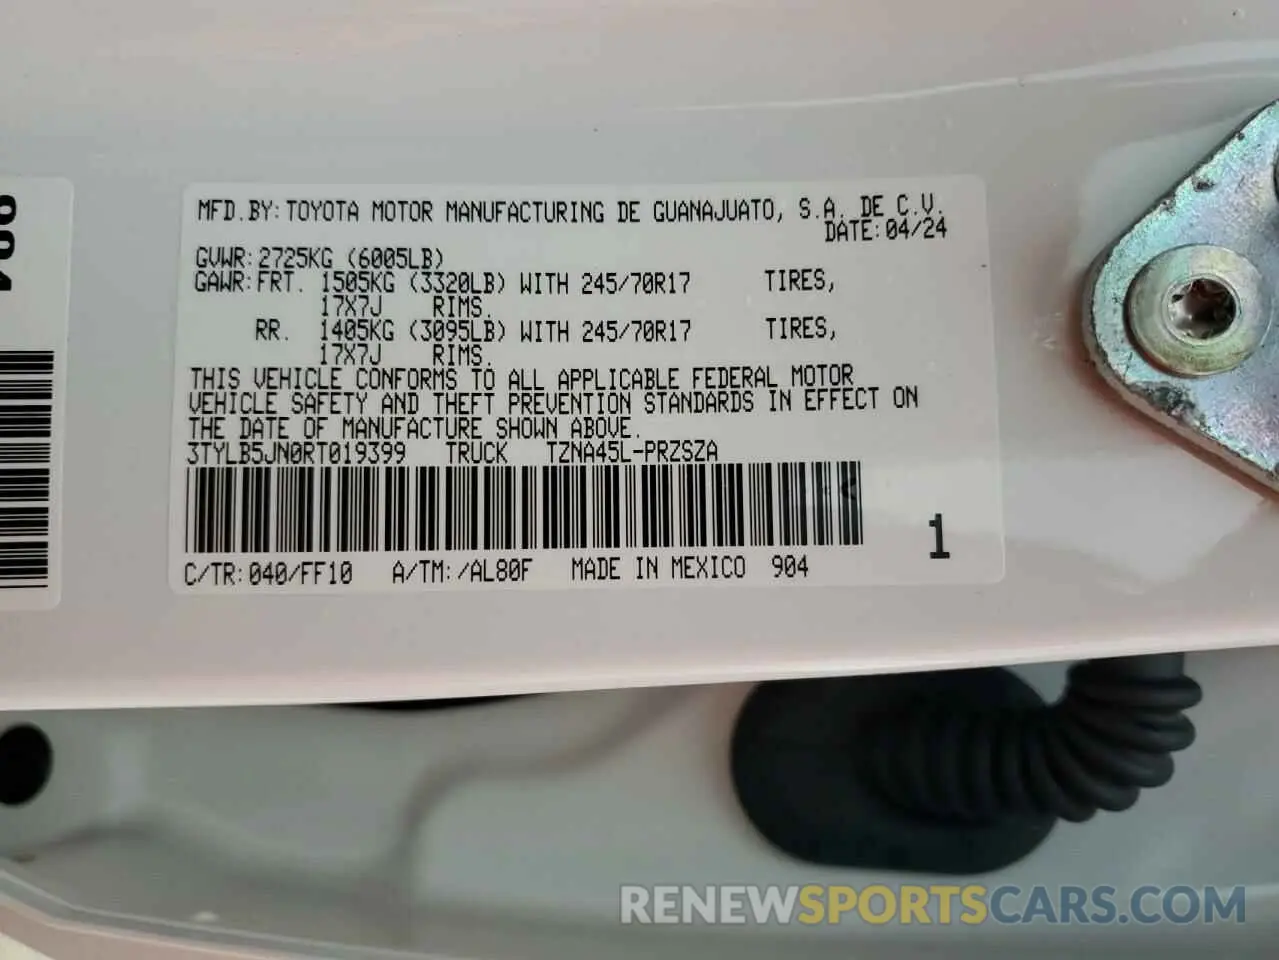 MFD.BY:TOYOTA MOTOR MANUFACTURING DE GUANAJUATO, S.A. DE C.V.
DATE:04/24
GVWR:2725KG (6005LB)
GAWR:FRT. 1505KG (3320LB) WITH 245/70R17 TIRES,
17X7J RIMS.
RR. 1405KG (3095LB) WITH 245/70R17 TIRES,
17X7J RIMS.
THIS VEHICLE CONFORMS TO ALL APPLICABLE FEDERAL MOTOR
VEHICLE SAFETY AND THEFT PREVENTION STANDARDS IN EFFECT ON
THE DATE OF MANUFACTURE SHOWN ABOVE.
3TYLB5JN0RT019399 TRUCK TZNA45L-PRZSZA
1
C/TR:040/FF10 A/TM:/AL80F MADE IN MEXICO 904
RENEWSPORTSCARS.COM